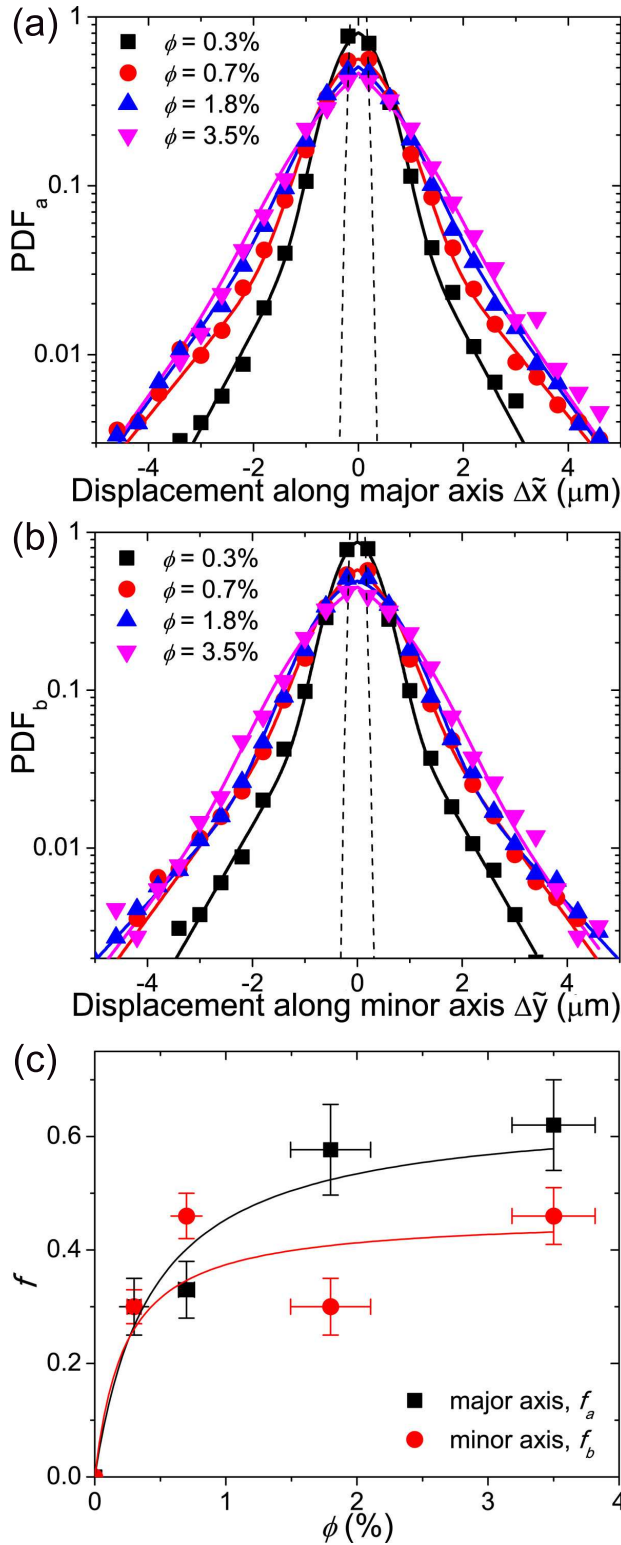 (a)
1
0.1
0.01
PDFa
ϕ = 0.3%
ϕ = 0.7%
ϕ = 1.8%
ϕ = 3.5%
-4 -2 0 2 4
Displacement along major axis Δx̃ (μm)
(b)
1
0.1
0.01
PDFb
ϕ = 0.3%
ϕ = 0.7%
ϕ = 1.8%
ϕ = 3.5%
-4 -2 0 2 4
Displacement along minor axis Δỹ (μm)
(c)
0.6
0.4
0.2
0.0
f
major axis, fa
minor axis, fb
0 1 2 3 4
ϕ (%)